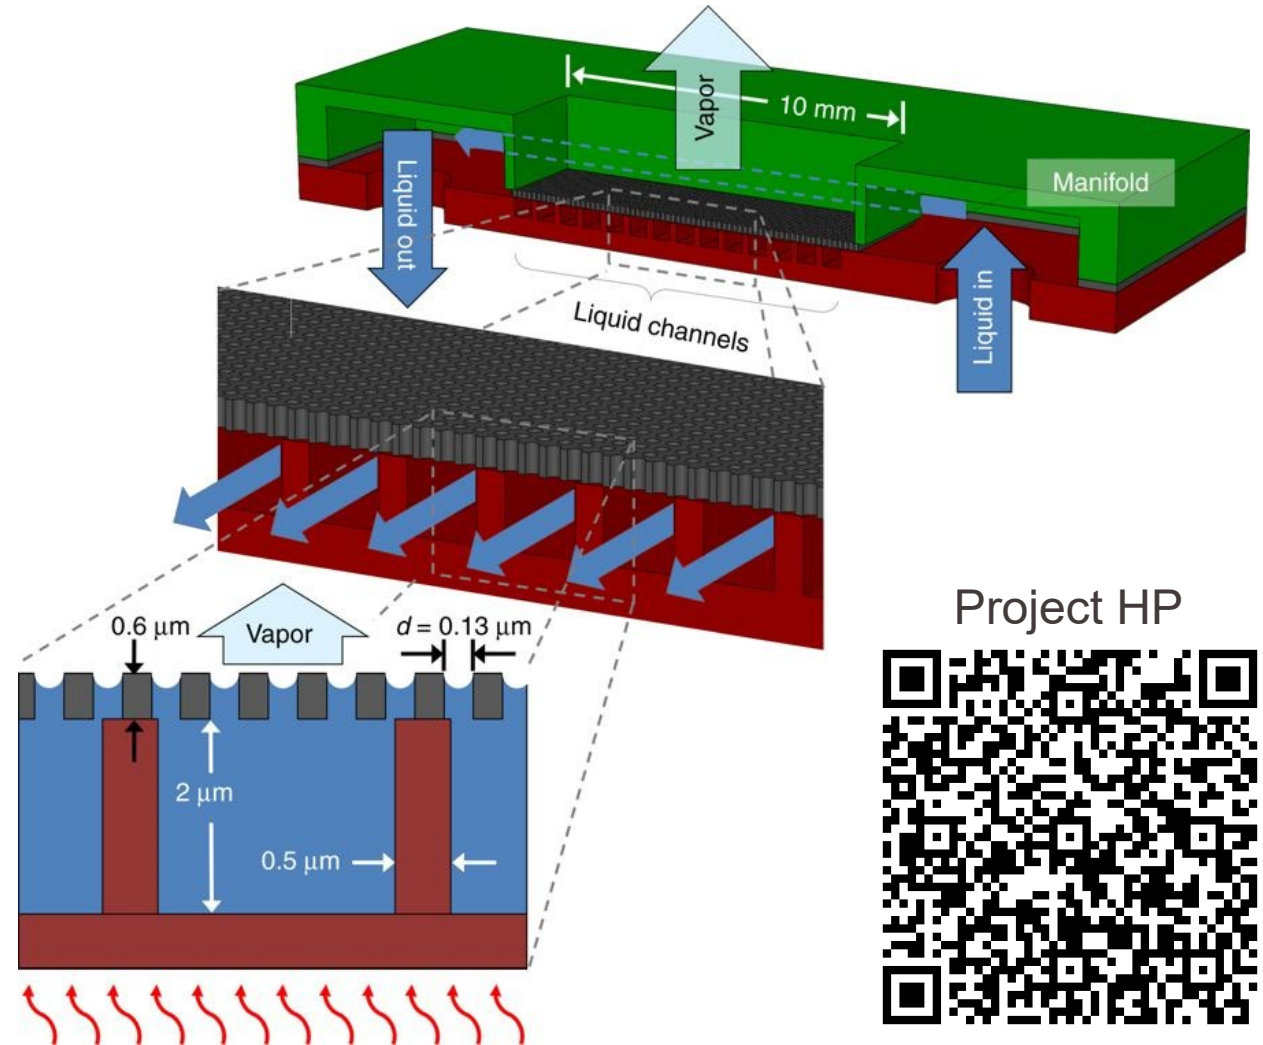 Vapor
10 mm
Manifold
Liquid out
Liquid in
Liquid channels
0.6 μm
Vapor
d = 0.13 μm
2 μm
0.5 μm
Project HP